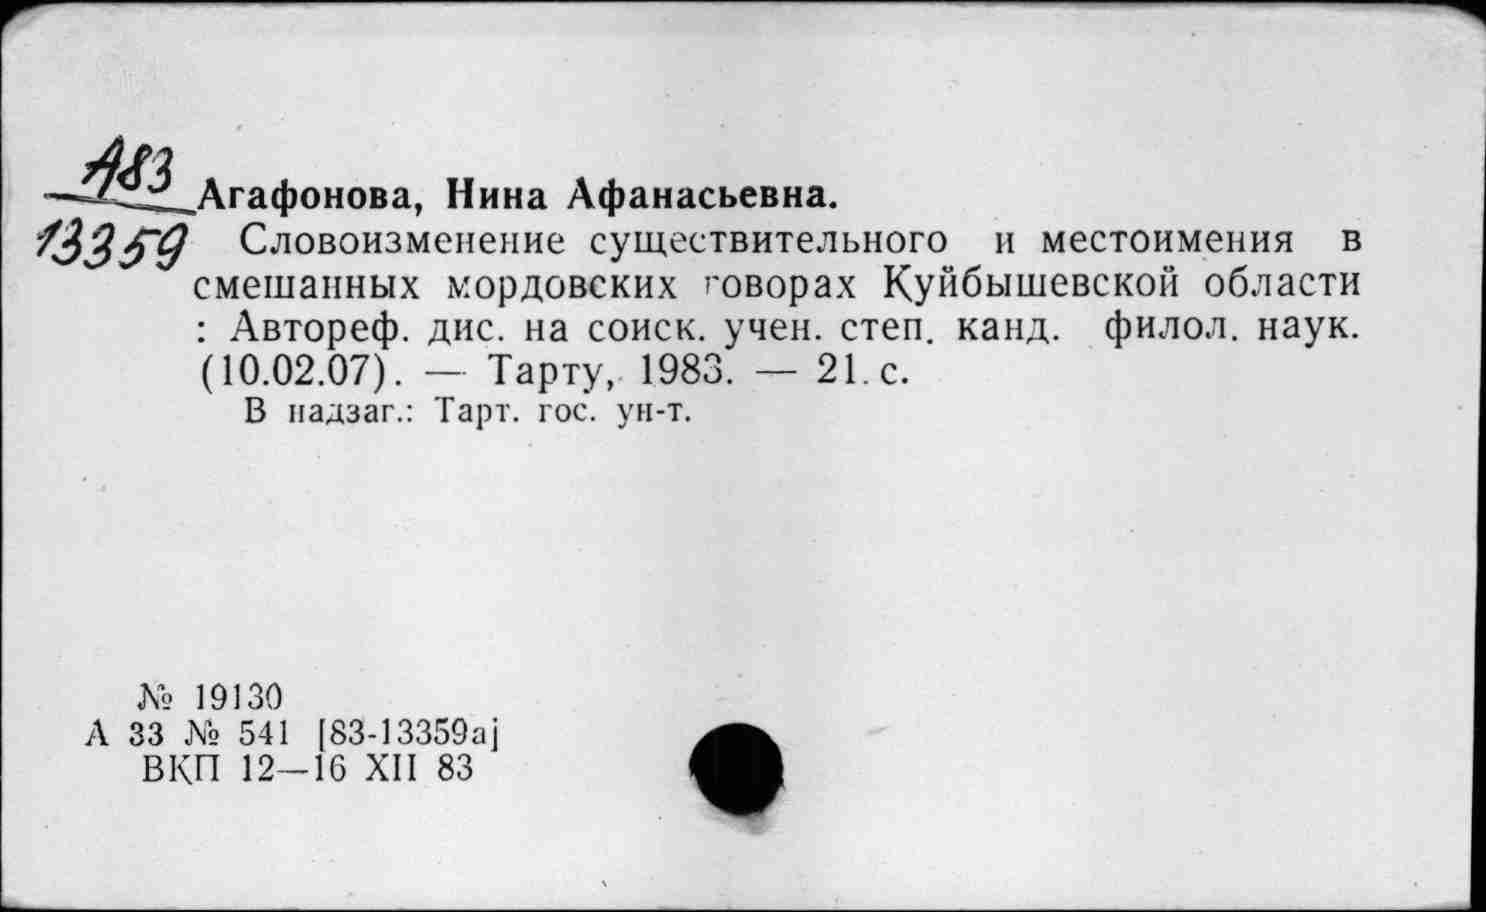 А83
Агафонова, Нина Афанасьевна.
13359 Словоизменение существительного и местоимения в
смешанных мордовских говорах Куйбышевской области
: Автореф. дис. на соиск. учен. степ. канд. филол. наук.
(10.02.07). — Тарту, 1983. — 21. с.
В надзаг.: Тарт. гос. ун-т.
№ 19130
А 33 № 541 [83-13359а]
ВКП 12—16 XII 83